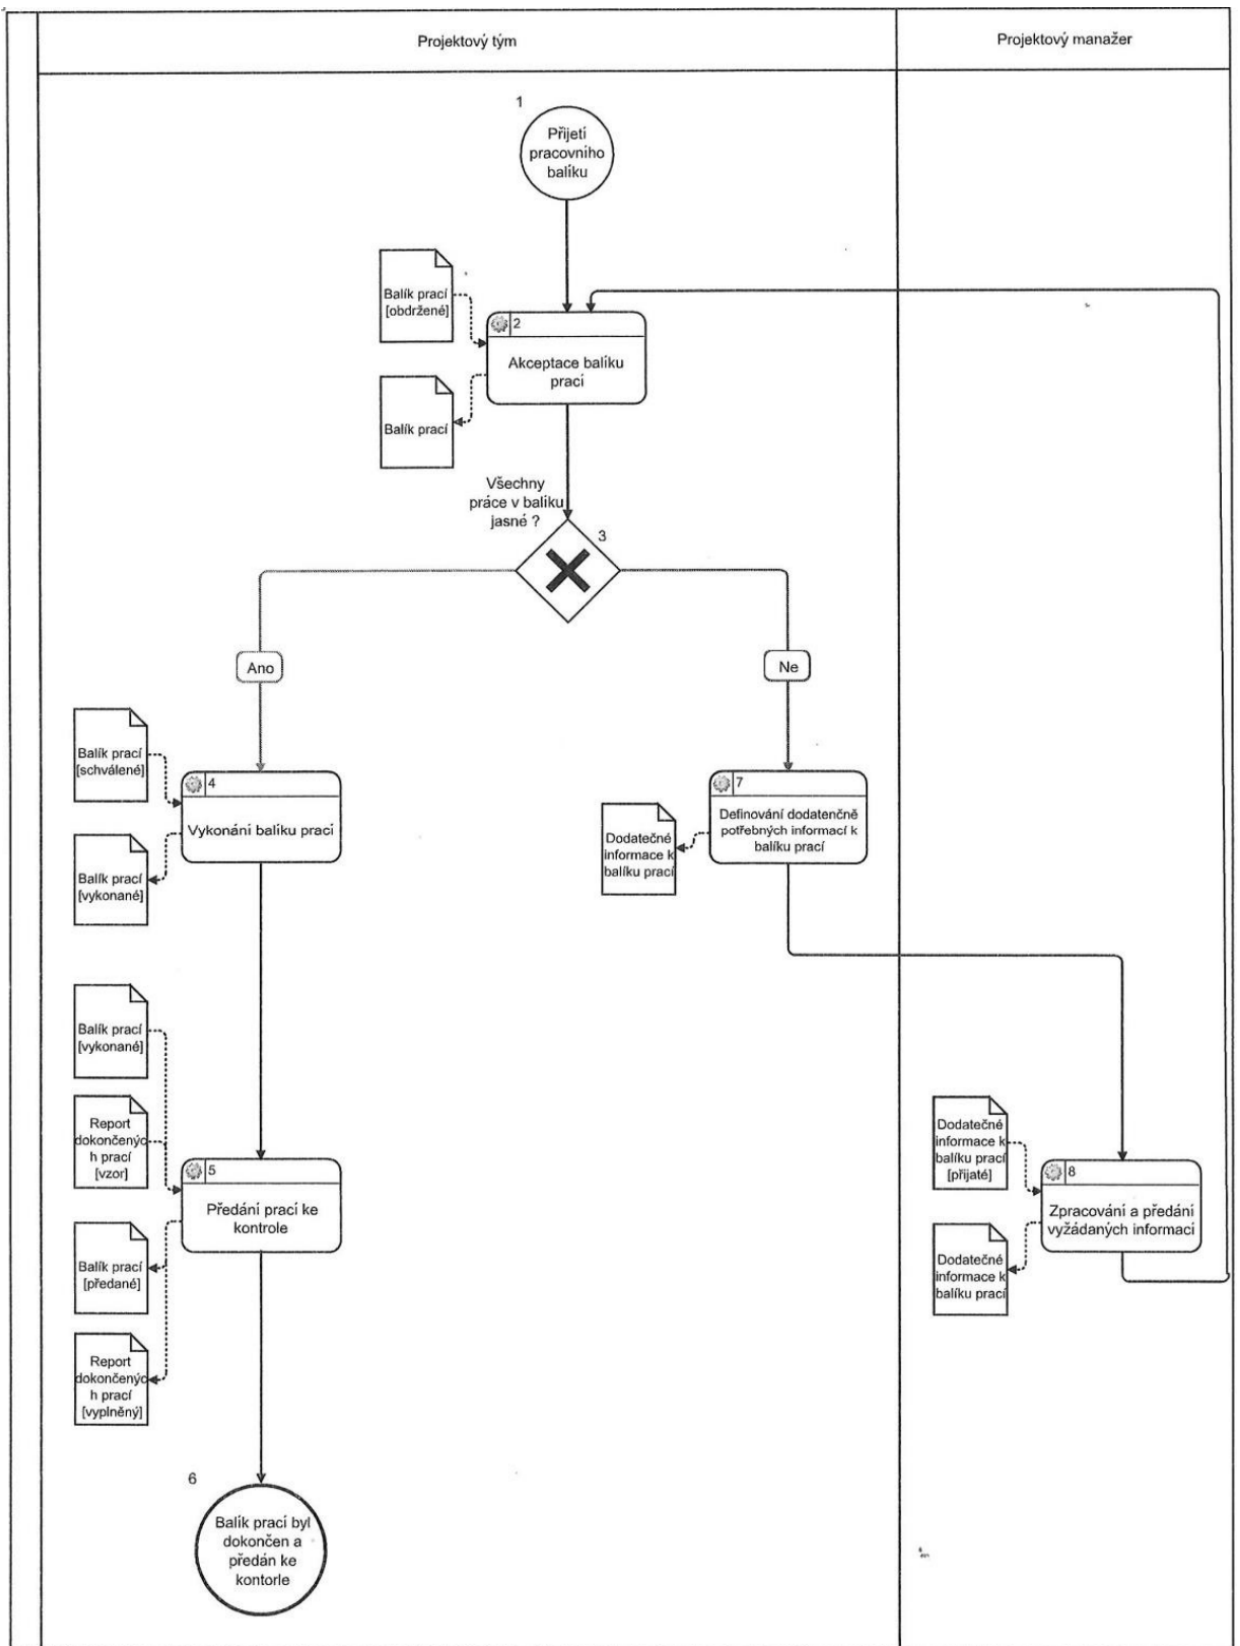 Projektový tým
Projektový manažer
1
Přijetí
pracovního
balíku
Balík prací
[obdržené]
2
Akceptace balíku
prací
Balík prací
Všechny
práce v balíku
jasné ?
3
Ano
Ne
Balík prací
[schválené]
4
Vykonání balíku prací
Balík prací
[vykonané]
7
Definování dodatenčně
potřebných informací k
balíku prací
Dodatečné
informace k
balíku prací
Balík prací
[vykonané]
Report
dokončenýc
h prací
[vzor]
5
Předání prací ke
kontrole
Balík prací
[předané]
Report
dokončenýc
h prací
[vyplněný]
Dodatečné
informace k
balíku prací
[přijaté]
8
Zpracování a předání
vyžádaných informací
Dodatečné
informace k
balíku prací
6
Balík prací byl
dokončen a
předán ke
kontorle